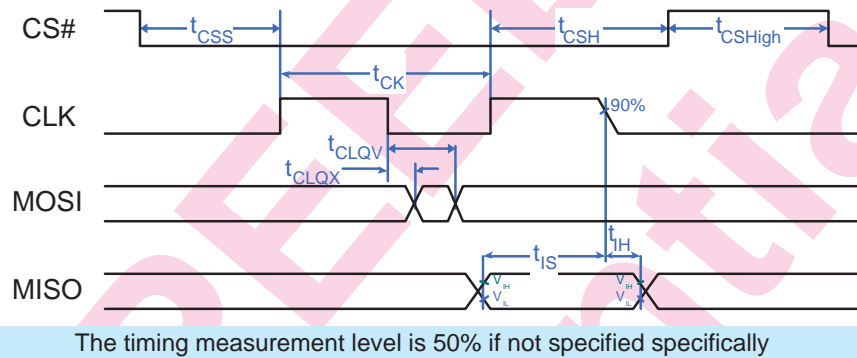 CS#
tCSS
tCSH
tCSHigh
tCK
CLK
90%
tCLQV
tCLQX
MOSI
tIH
tIS
MISO
VIH
VIL
VIH
VIL
The timing measurement level is 50% if not specified specifically